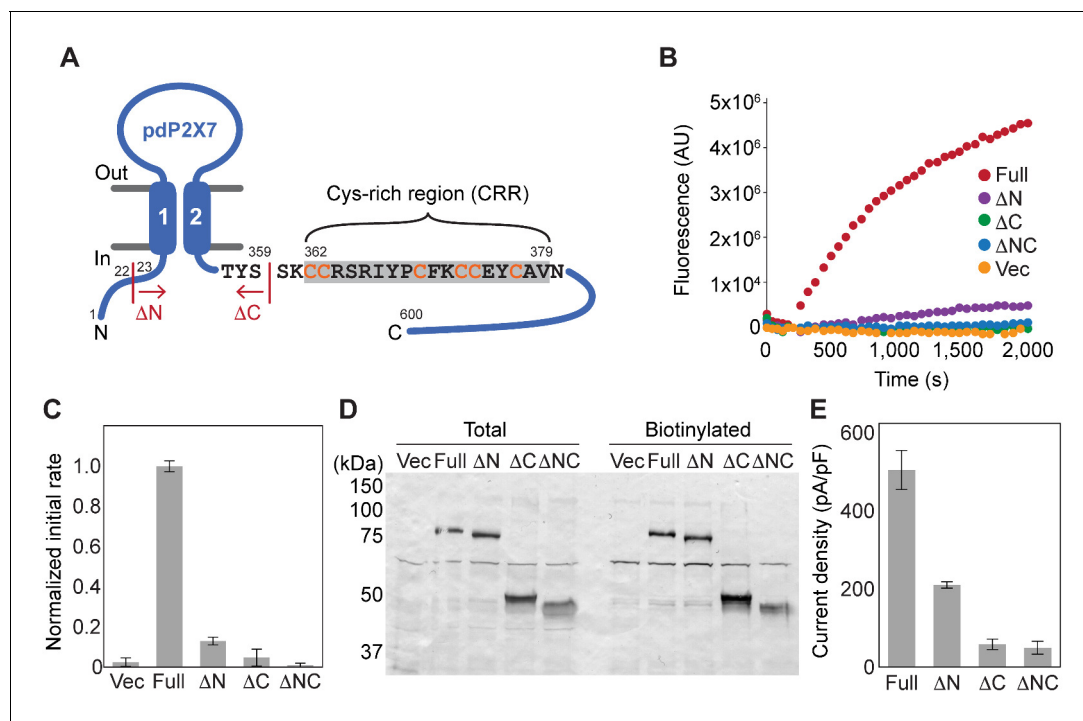 A
pdP2X7
Out
In
1
2
22
23
1
N
ΔN
ΔC
359
TYS
SKCCRSRIYPCFKCCEYCAVN
362
379
Cys-rich region (CRR)
C
600
B
Fluorescence (AU)
5x10⁶
4x10⁶
3x10⁶
2x10⁶
1x10⁴
0
0 500 1,000 1,500 2,000
Time (s)
Full
ΔN
ΔC
ΔNC
Vec
C
Normalized initial rate
1.0
0.8
0.6
0.4
0.2
0
Vec Full ΔN ΔC ΔNC
D
Total Biotinylated
(kDa) Vec Full ΔN ΔC ΔNC Vec Full ΔN ΔC ΔNC
150
100
75
50
37
E
Current density (pA/pF)
600
400
200
0
Full ΔN ΔC ΔNC